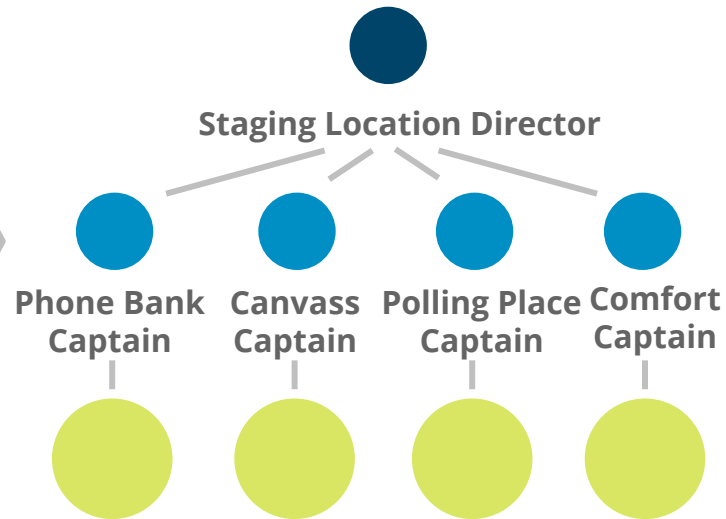 Staging Location Director
Phone Bank
Captain
Canvass
Captain
Polling Place
Captain
Comfort
Captain